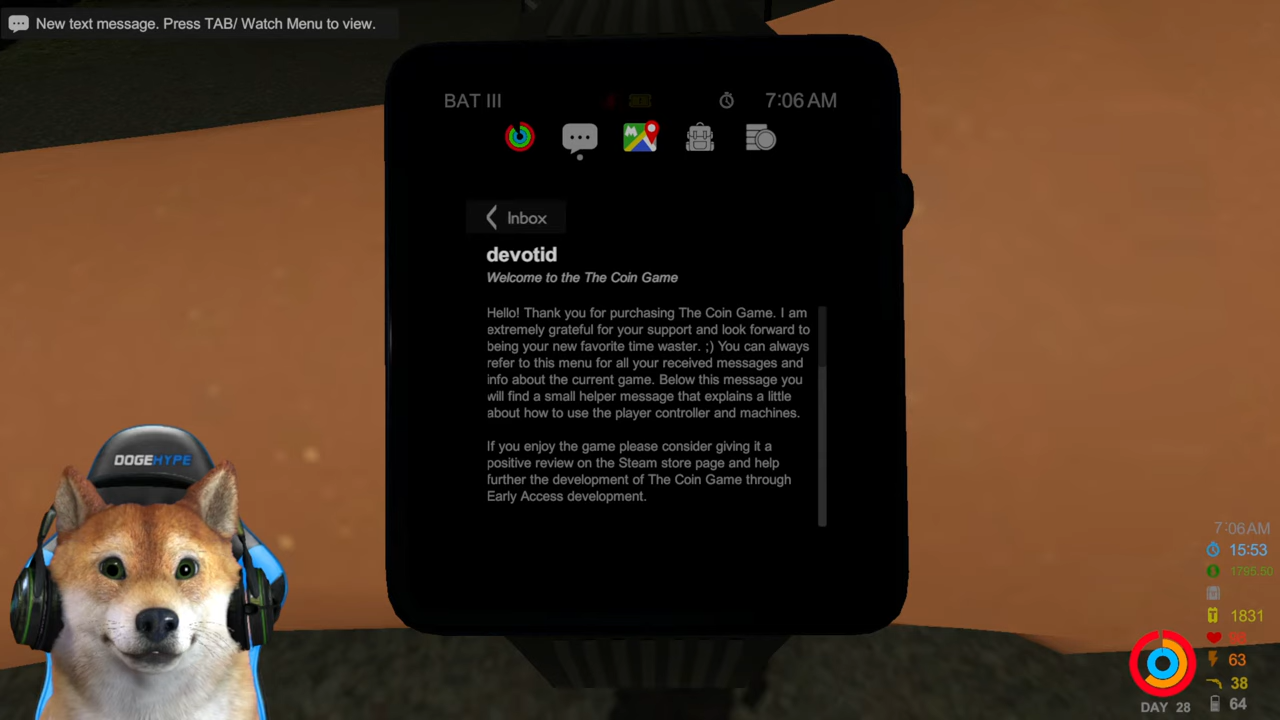 New text message. Press TAB/ Watch Menu to view.
BAT III
7:06 AM
Inbox
devotid
Welcome to the The Coin Game
Hello! Thank you for purchasing The Coin Game. I am
extremely grateful for your support and look forward to
being your new favorite time waster. ;) You can always
refer to this menu for all your received messages and
info about the current game. Below this message you
will find a small helper message that explains a little
about how to use the player controller and machines.
If you enjoy the game please consider giving it a
positive review on the Steam store page and help
further the development of The Coin Game through
Early Access development.
DOGEHYPE
7:06 AM
15:53
1795.50
1831
63
38
64
DAY 28